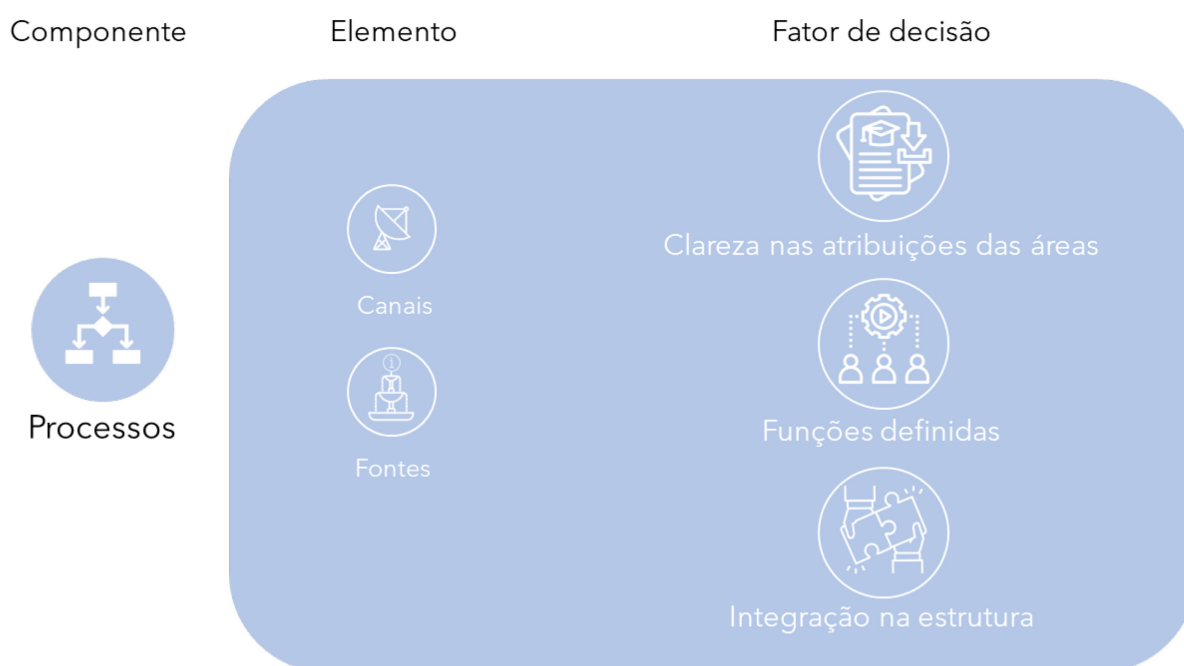 Componente
Elemento
Fator de decisão
Processos
Canais
i
Fontes
Clareza nas atribuições das áreas
Funções definidas
Integração na estrutura